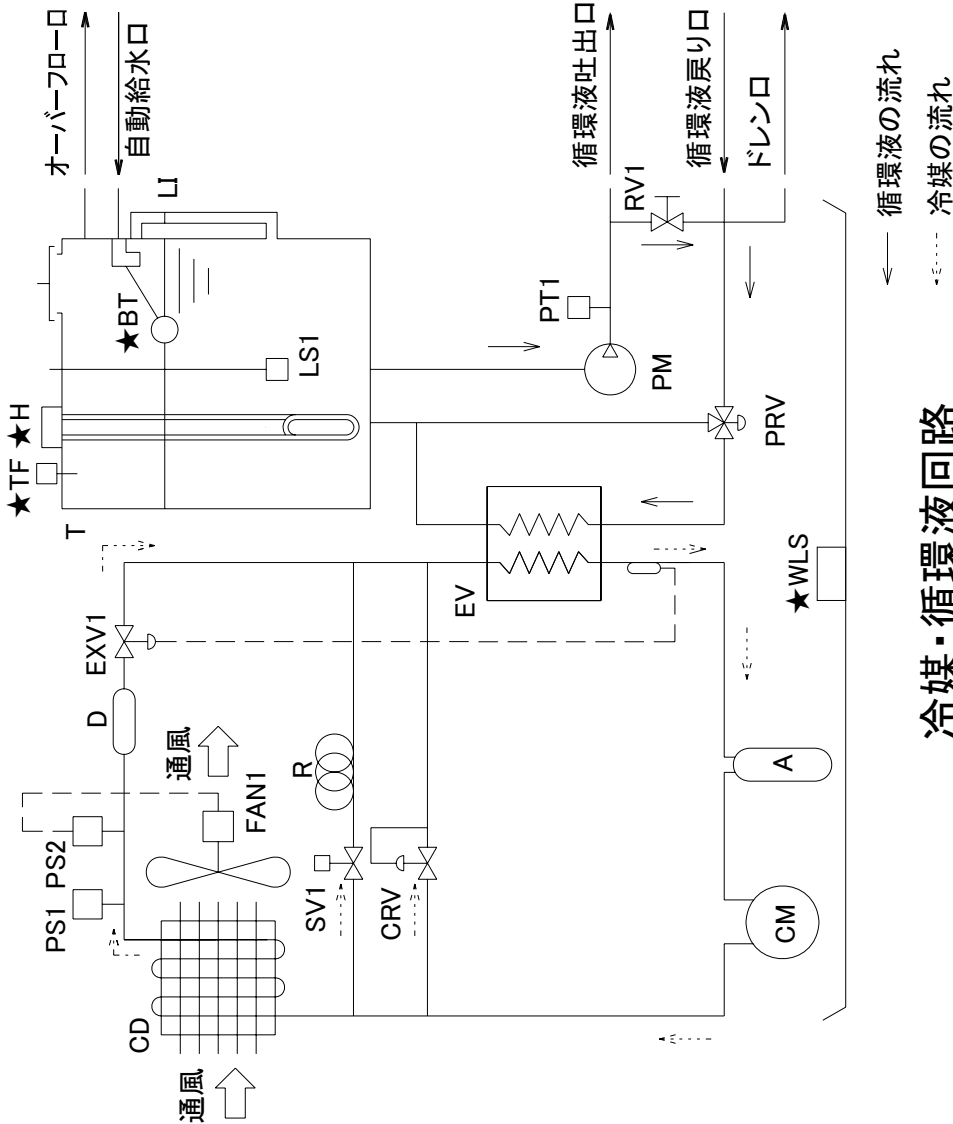 オーバーフロー口
自動給水口
LI
★BT
LS1
★H
★TF
T
循環液吐出口
循環液戻り口
ドレン口
RV1
PT1
PM
PRV
EXV1
D
通風
FAN1
PS2
PS1
CD
通風
R
SV1
CRV
EV
A
CM
★WLS
循環液の流れ
冷媒の流れ
冷媒・循環液回路